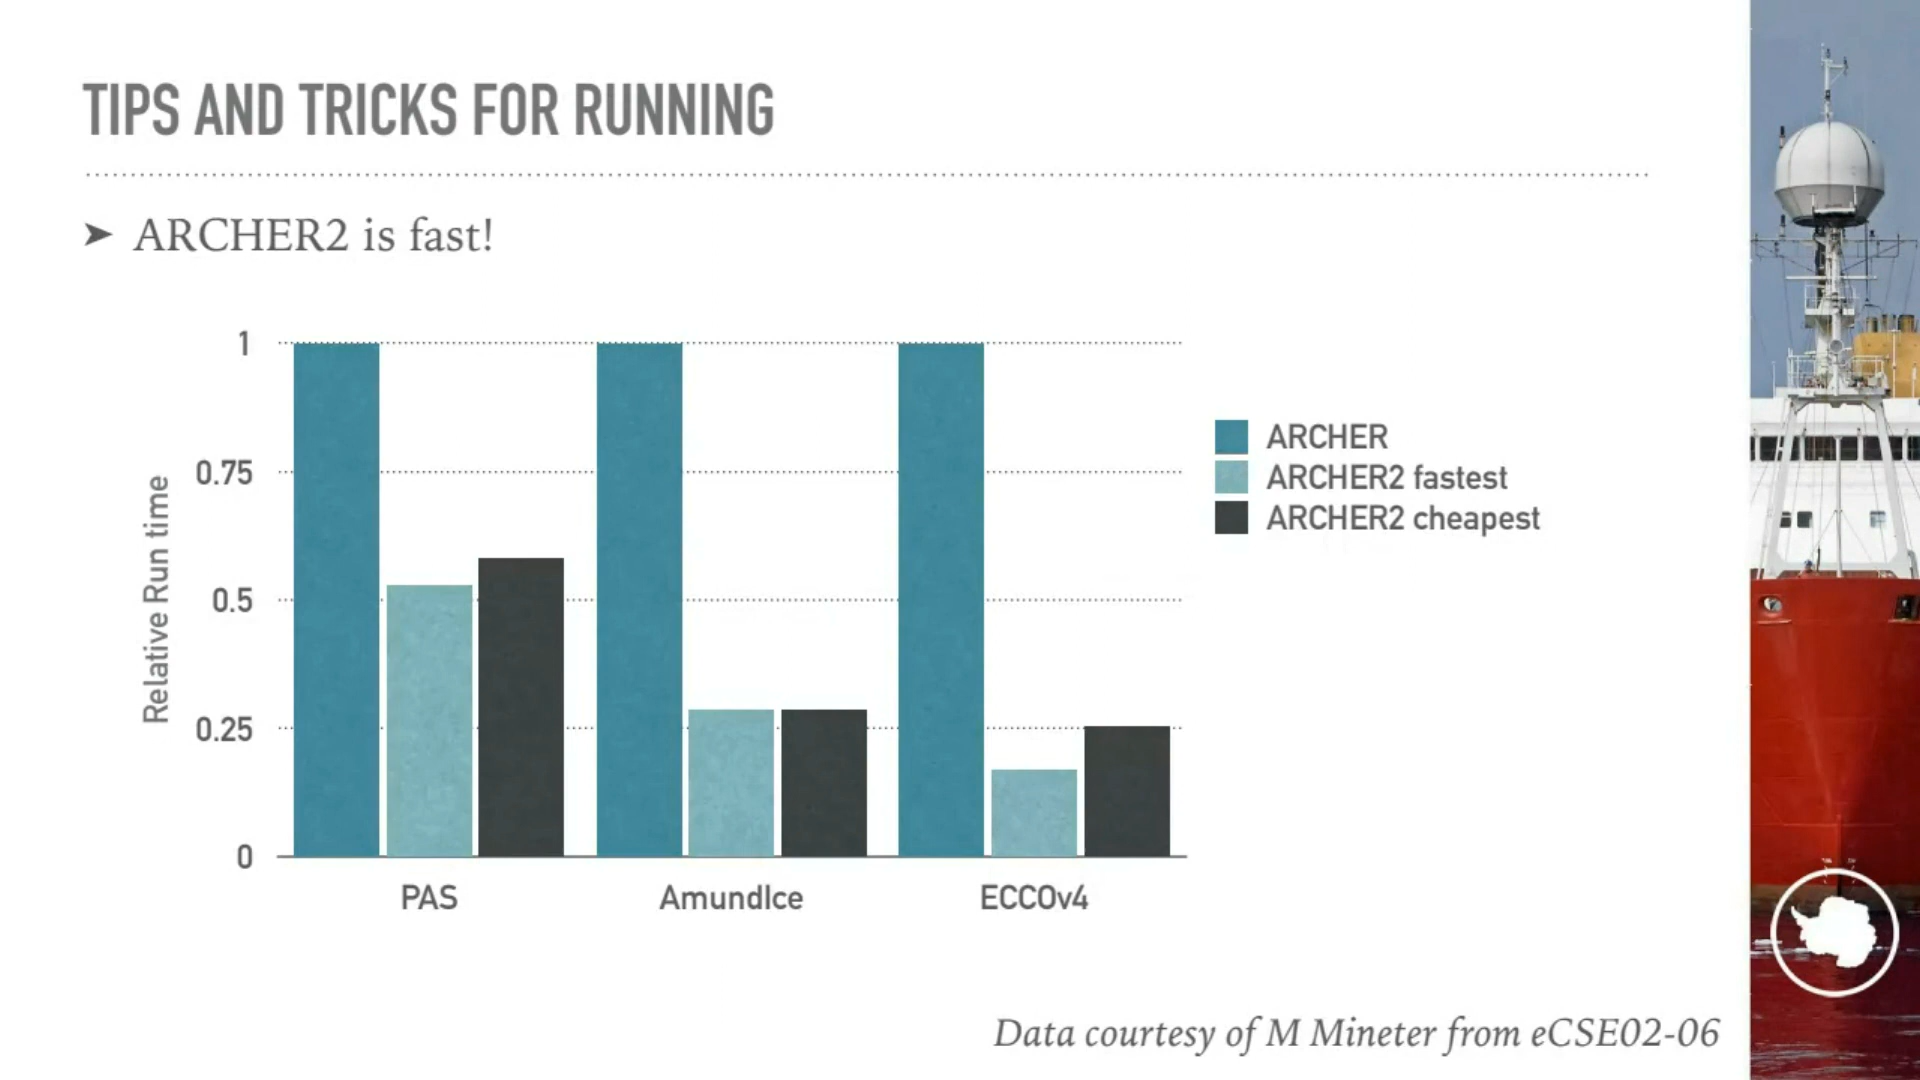 TIPS AND TRICKS FOR RUNNING
➤ ARCHER2 is fast!
1
0.75
0.5
0.25
0
Relative Run time
PAS
AmundIce
ECCOv4
ARCHER
ARCHER2 fastest
ARCHER2 cheapest
Data courtesy of M Mineter from eCSE02-06